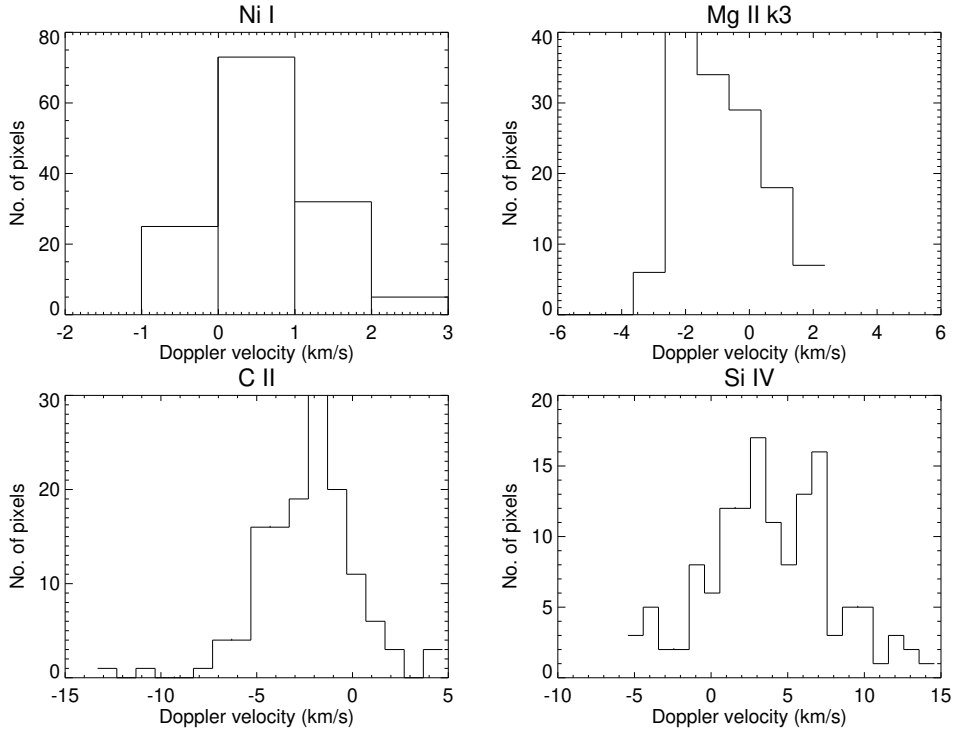 Ni I
80
60
40
20
0
No. of pixels
-2 -1 0 1 2 3
Doppler velocity (km/s)
Mg II k3
40
30
20
10
0
No. of pixels
-6 -4 -2 0 2 4 6
Doppler velocity (km/s)
C II
30
20
10
0
No. of pixels
-15 -10 -5 0 5
Doppler velocity (km/s)
Si IV
20
15
10
5
0
No. of pixels
-10 -5 0 5 10 15
Doppler velocity (km/s)